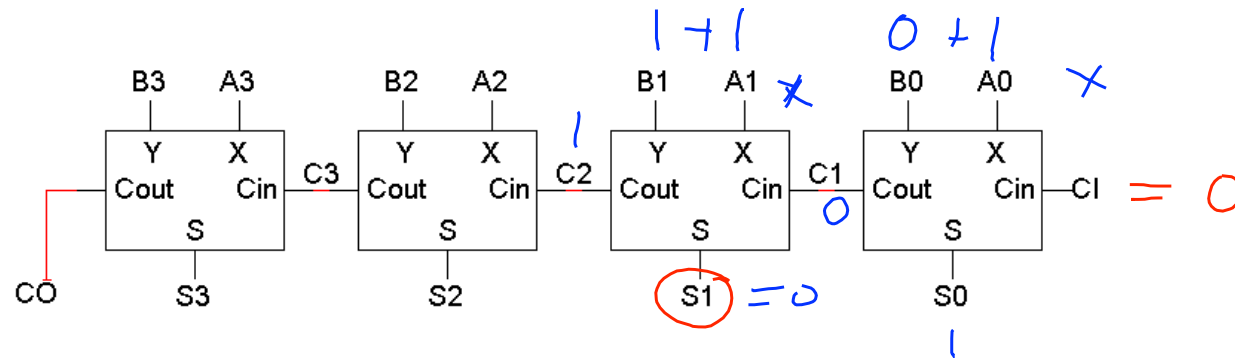 1 + 1 0 + 1
B3 A3 B2 A2 B1 A1 x B0 A0 x
Y X Y X 1 Y X Y X
Cout Cin C3 Cout Cin C2 Cout Cin C1 Cout Cin CI = 0
0
S S S S
CO S3 S2 S1 = 0 S0
1